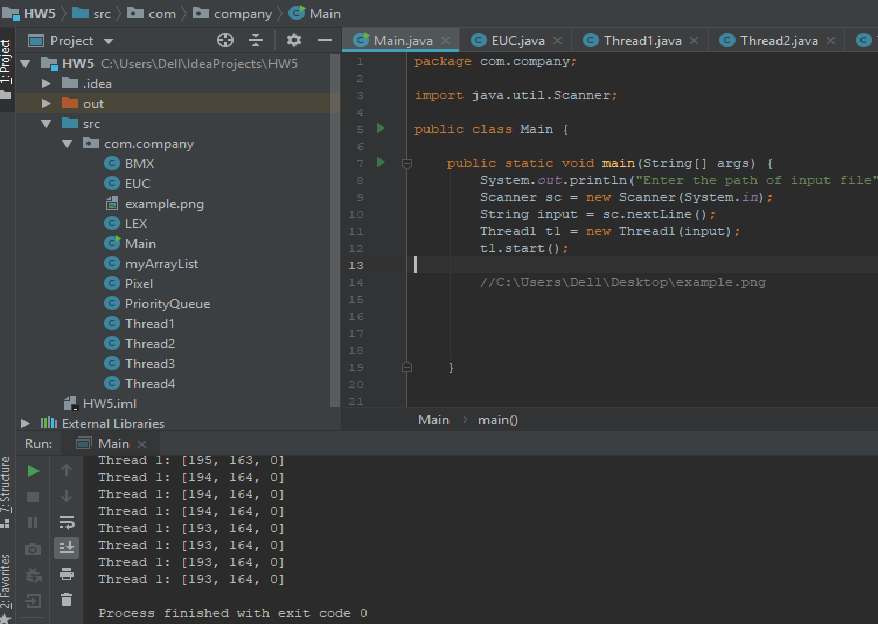 HW5 src com company Main
Project
Main.java EUC.java Thread1.java Thread2.java
1: Project
HW5 C:\Users\Dell\IdeaProjects\HW5
.idea
out
src
com.company
BMX
EUC
example.png
LEX
Main
myArrayList
Pixel
PriorityQueue
Thread1
Thread2
Thread3
Thread4
HW5.iml
External Libraries
1 package com.company;
2
3 import java.util.Scanner;
4
5 public class Main {
6
7 public static void main(String[] args) {
8 System.out.println("Enter the path of input file"
9 Scanner sc = new Scanner(System.in);
10 String input = sc.nextLine();
11 Thread1 t1 = new Thread1(input);
12 t1.start();
13
14 //C:\Users\Dell\Desktop\example.png
15
16
17
18
19 }
20
21
Main main()
Run: Main
7: Structure
2: Favorites
Thread 1: [195, 163, 0]
Thread 1: [194, 164, 0]
Thread 1: [194, 164, 0]
Thread 1: [194, 164, 0]
Thread 1: [193, 164, 0]
Thread 1: [193, 164, 0]
Thread 1: [193, 164, 0]
Thread 1: [193, 164, 0]
Process finished with exit code 0